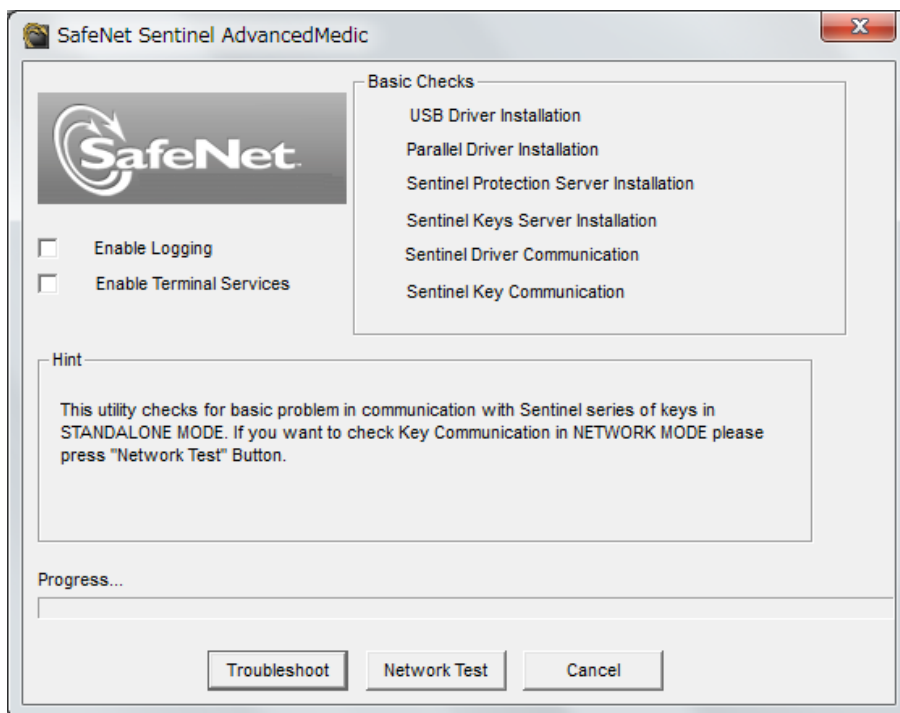 SafeNet Sentinel AdvancedMedic
SafeNet
Enable Logging
Enable Terminal Services
Basic Checks
USB Driver Installation
Parallel Driver Installation
Sentinel Protection Server Installation
Sentinel Keys Server Installation
Sentinel Driver Communication
Sentinel Key Communication
Hint
This utility checks for basic problem in communication with Sentinel series of keys in
STANDALONE MODE. If you want to check Key Communication in NETWORK MODE please
press "Network Test" Button.
Progress...
Troubleshoot
Network Test
Cancel